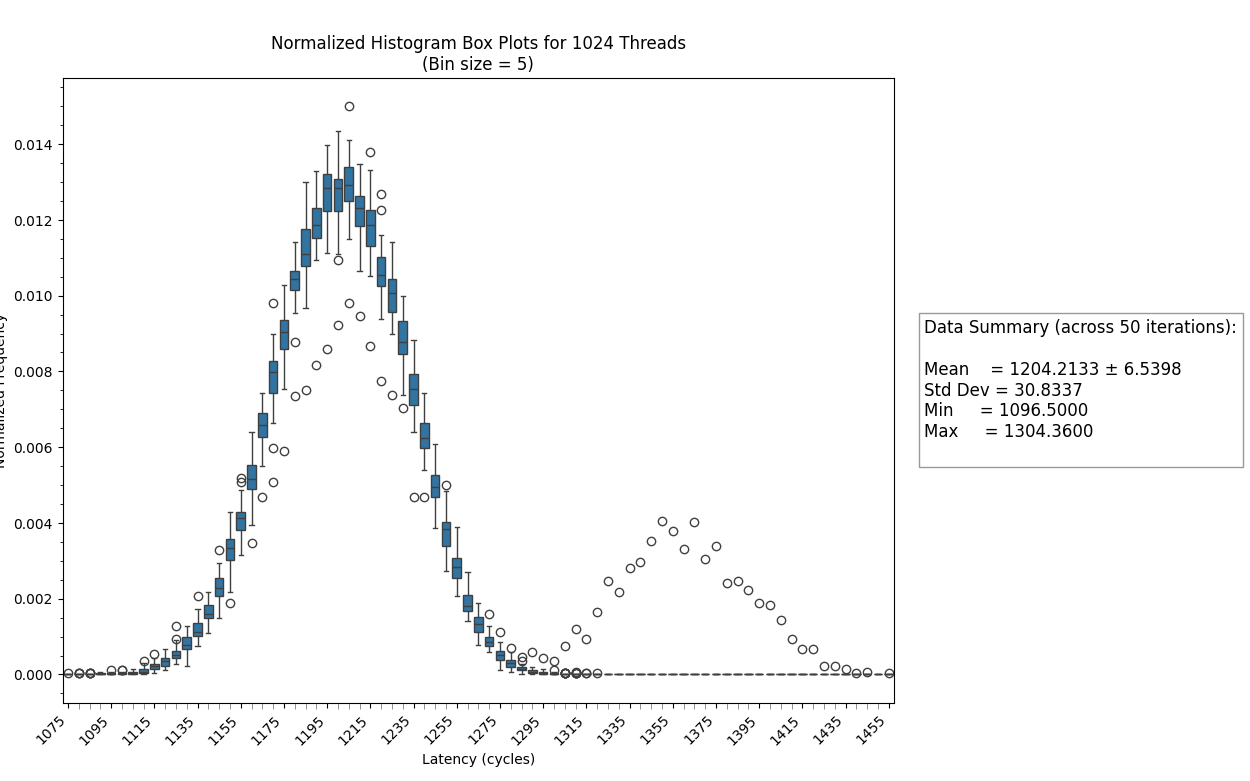 Normalized Histogram Box Plots for 1024 Threads
(Bin size = 5)
Normalized Frequency
0.014
0.012
0.010
0.008
0.006
0.004
0.002
0.000
1075 1095 1115 1135 1155 1175 1195 1215 1235 1255 1275 1295 1315 1335 1355 1375 1395 1415 1435 1455
Latency (cycles)
Data Summary (across 50 iterations):
Mean = 1204.2133 ± 6.5398
Std Dev = 30.8337
Min = 1096.5000
Max = 1304.3600